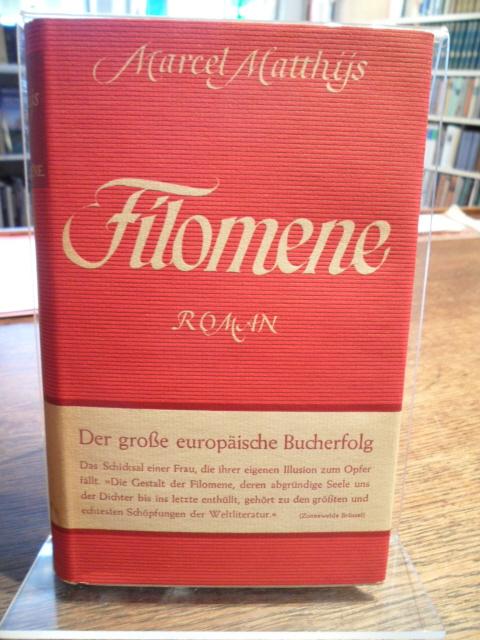 Marcel Matthijs
Filomene
ROMAN
Der große europäische Bucherfolg
Das Schicksal einer Frau, die ihrer eigenen Illusion zum Opfer
fällt. »Die Gestalt der Filomene, deren abgründige Seele uns
der Dichter bis ins letzte enthüllt, gehört zu den größten und
echtesten Schöpfungen der Weltliteratur.« (Zonneweelde Brüssel)